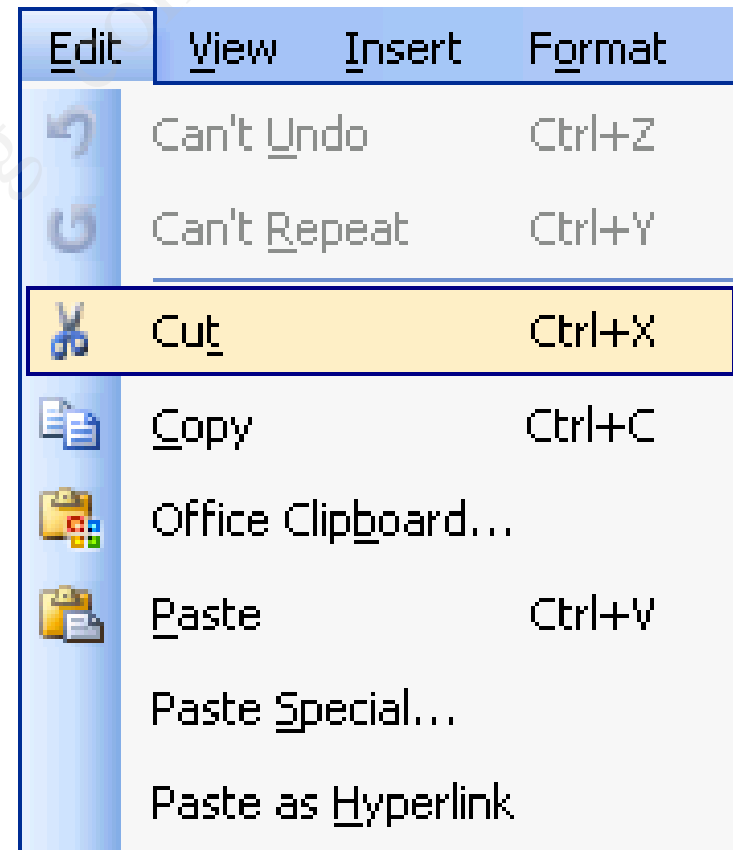 Edit View Insert Format
Can't Undo Ctrl+Z
Can't Repeat Ctrl+Y
Cut Ctrl+X
Copy Ctrl+C
Office Clipboard...
Paste Ctrl+V
Paste Special...
Paste as Hyperlink